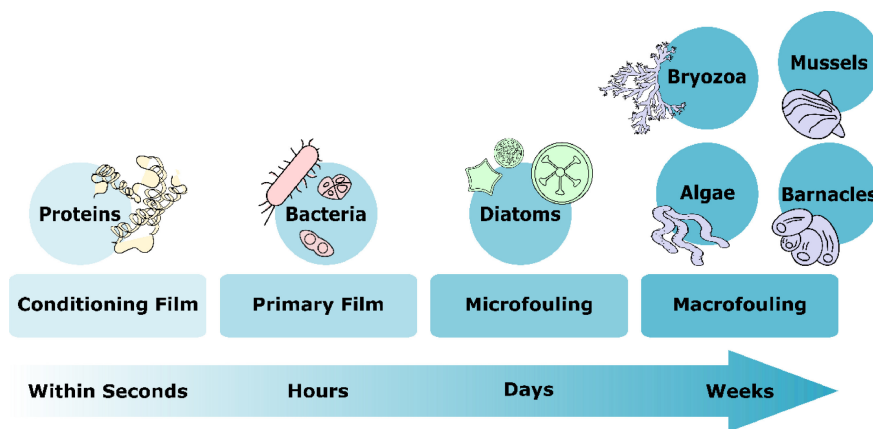 Bryozoa
Mussels
Proteins
Bacteria
Diatoms
Algae
Barnacles
Conditioning Film
Primary Film
Microfouling
Macrofouling
Within Seconds
Hours
Days
Weeks